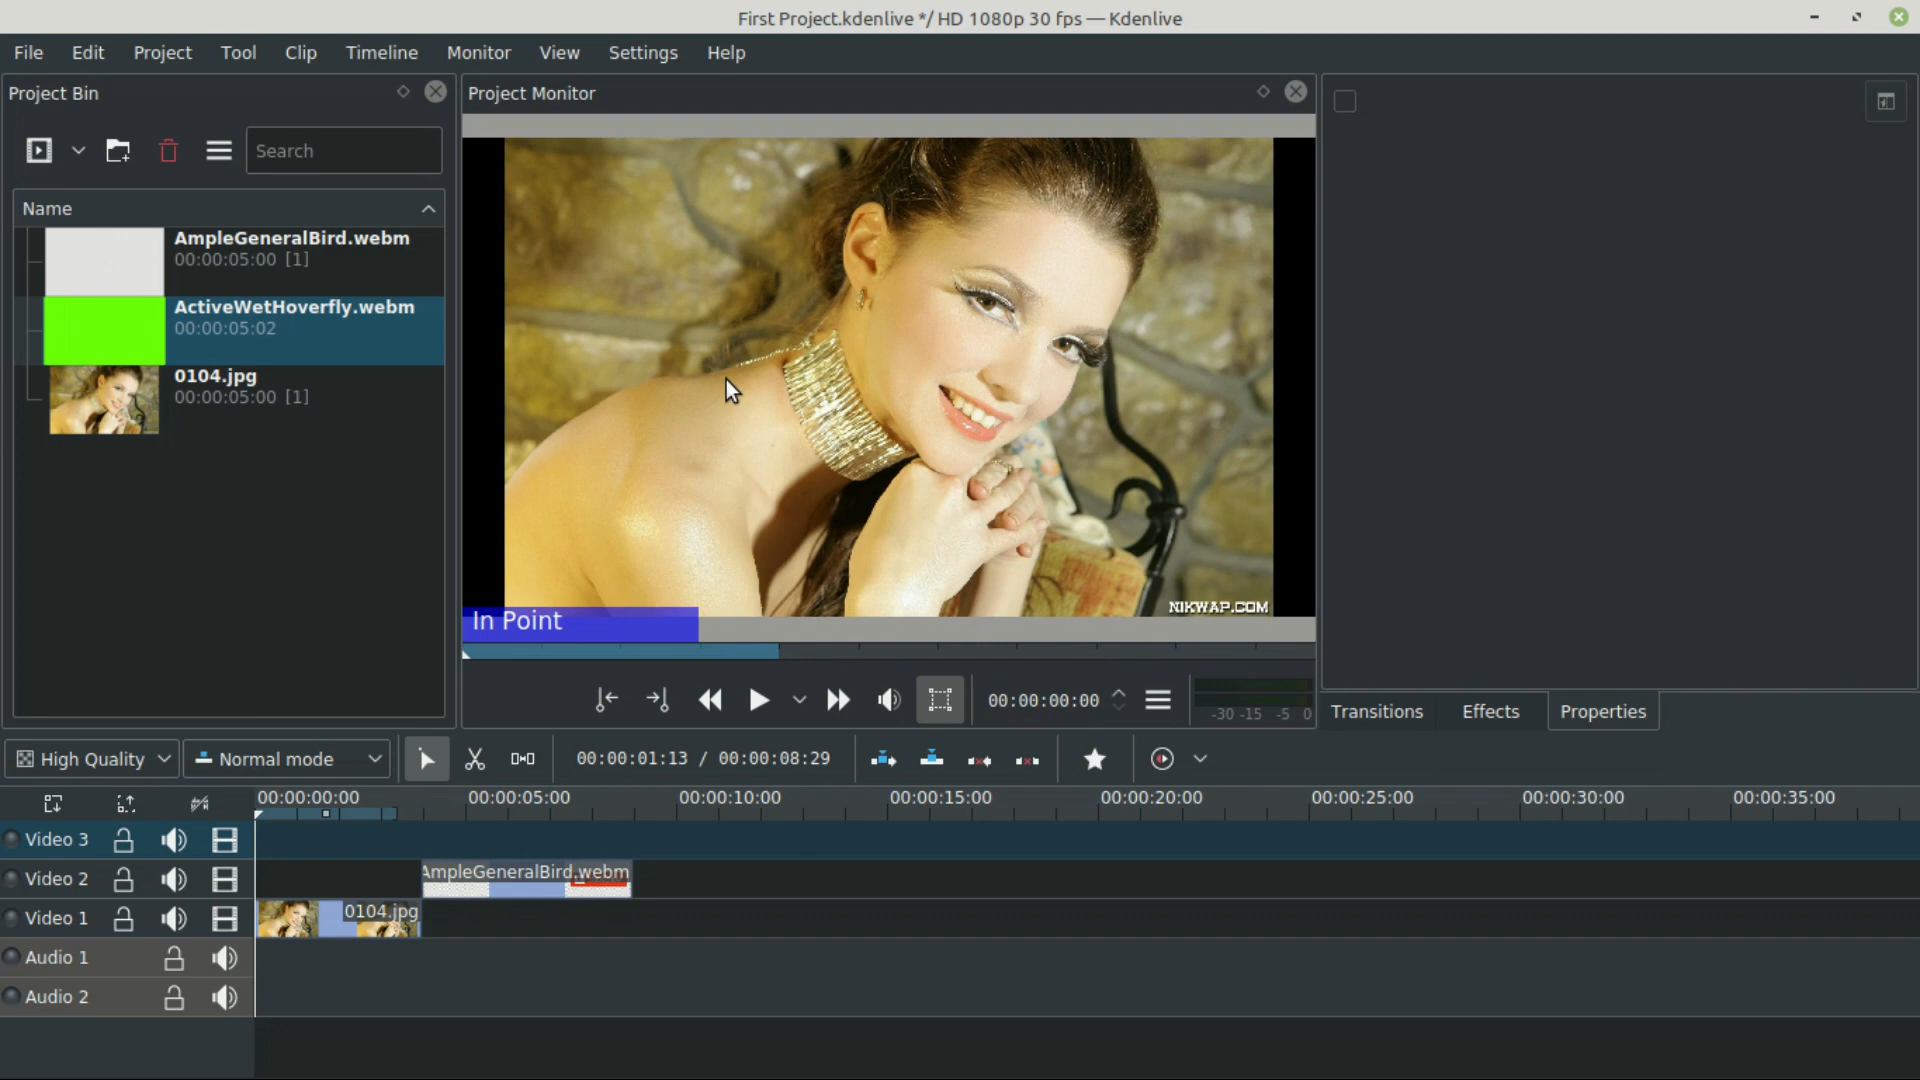 First Project.kdenlive */ HD 1080p 30 fps — Kdenlive
File Edit Project Tool Clip Timeline Monitor View Settings Help
Project Bin
Project Monitor
Search
Name
AmpleGeneralBird.webm
00:00:05:00 [1]
ActiveWetHoverfly.webm
00:00:05:02
0104.jpg
00:00:05:00 [1]
NIKWAP.COM
In Point
00:00:00:00
-30 -15 -5 0
Transitions Effects Properties
High Quality
Normal mode
00:00:01:13 / 00:00:08:29
00:00:00:00 00:00:05:00 00:00:10:00 00:00:15:00 00:00:20:00 00:00:25:00 00:00:30:00 00:00:35:00
Video 3
Video 2
AmpleGeneralBird.webm
Video 1
0104.jpg
Audio 1
Audio 2